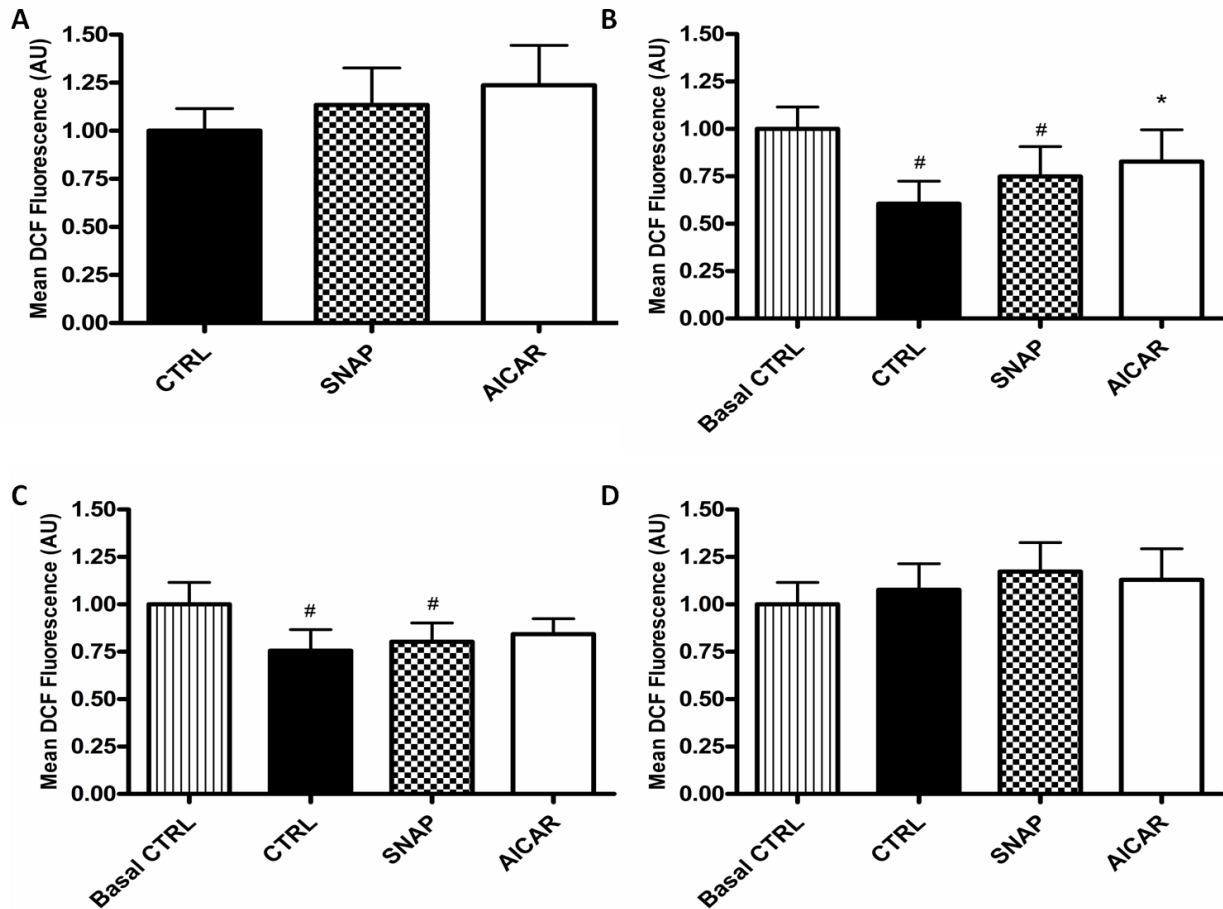 A
Mean DCF Fluorescence (AU)
1.50
1.25
1.00
0.75
0.50
0.25
0.00
CTRL
SNAP
AICAR
B
Mean DCF Fluorescence (AU)
1.50
1.25
1.00
0.75
0.50
0.25
0.00
#
#
*
Basal CTRL
CTRL
SNAP
AICAR
C
Mean DCF Fluorescence (AU)
1.50
1.25
1.00
0.75
0.50
0.25
0.00
#
#
Basal CTRL
CTRL
SNAP
AICAR
D
Mean DCF Fluorescence (AU)
1.50
1.25
1.00
0.75
0.50
0.25
0.00
Basal CTRL
CTRL
SNAP
AICAR